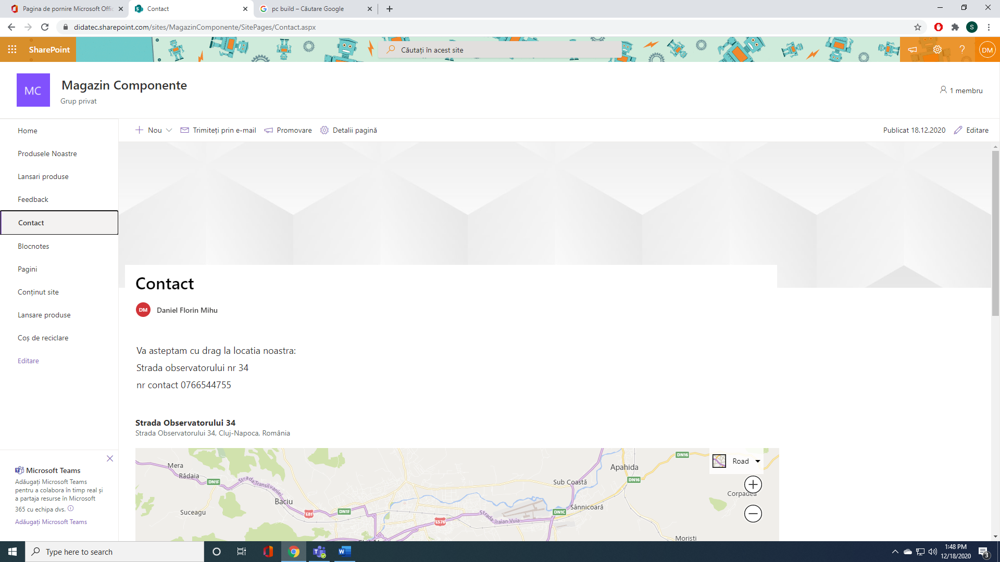 Pagina de pornire Microsoft Offic
Contact
pc build – Căutare Google
didatec.sharepoint.com/sites/MagazinComponente/SitePages/Contact.aspx
S
SharePoint
Căutați în acest site
?
DM
MC
Magazin Componente
Grup privat
1 membru
Home
Produsele Noastre
Lansari produse
Feedback
Contact
Blocnotes
Pagini
Conținut site
Lansare produse
Coș de reciclare
Editare
Nou
Trimiteți prin e-mail
Promovare
Detalii pagină
Publicat 18.12.2020
Editare
Contact
DM
Daniel Florin Mihu
Va asteptam cu drag la locatia noastra:
Strada observatorului nr 34
nr contact 0766544755
Strada Observatorului 34
Strada Observatorului 34, Cluj-Napoca, România
Mera
Rădaia
DN1F
Strada Transilvaniei
Baciu
Suceagu
E81
DN1F
E576
Strada Traian Vuia
DN1C
Sânnicoară
Sub Coastă
Apahida
DN16
DN16
Corpadea
Moristi
Road
Microsoft Teams
Adăugați Microsoft Teams
pentru a colabora în timp real și
a partaja resurse în Microsoft
365 cu echipa dvs.
Adăugați Microsoft Teams
Type here to search
1:48 PM
12/18/2020
3